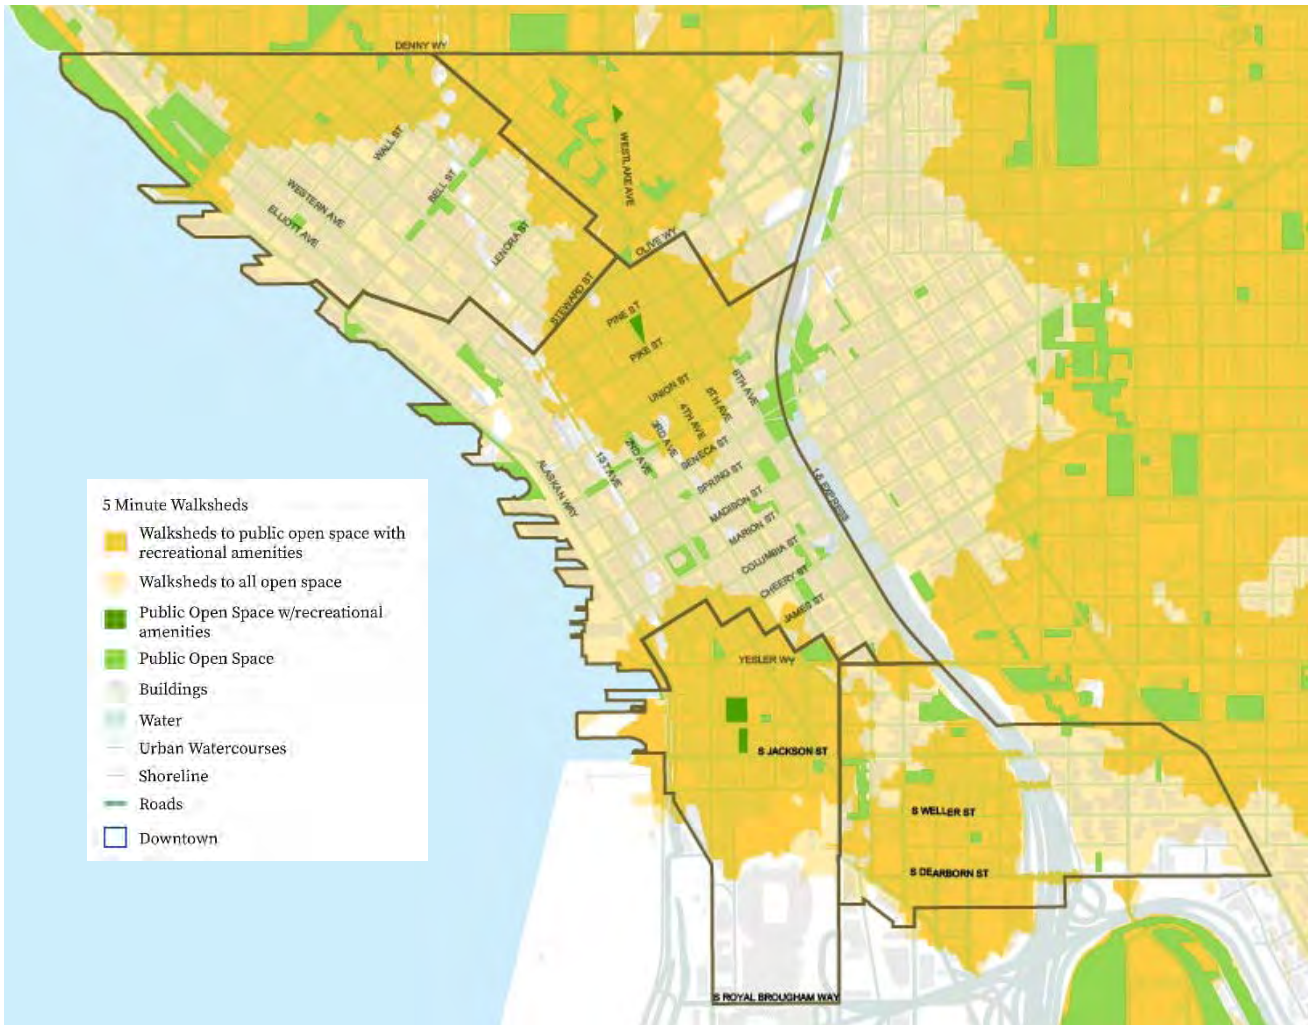 DENNY WY
WALL ST
WESTLAKE AVE
BELL ST
WESTERN AVE
ELLIOTT AVE
LENORA ST
OLIVE WY
STEWARD ST
PINE ST
PIKE ST
UNION ST
6TH AVE
5TH AVE
4TH AVE
3RD AVE
2ND AVE
1ST AVE
SENECA ST
SPRING ST
ALASKAN WAY
MADISON ST
I-5 EXPRESS
MARION ST
COLUMBIA ST
CHEERY ST
JAMES ST
YESLER WY
S JACKSON ST
S WELLER ST
S DEARBORN ST
S ROYAL BROUGHAM WAY
5 Minute Walksheds
Walksheds to public open space with
recreational amenities
Walksheds to all open space
Public Open Space w/recreational
amenities
Public Open Space
Buildings
Water
Urban Watercourses
Shoreline
Roads
Downtown